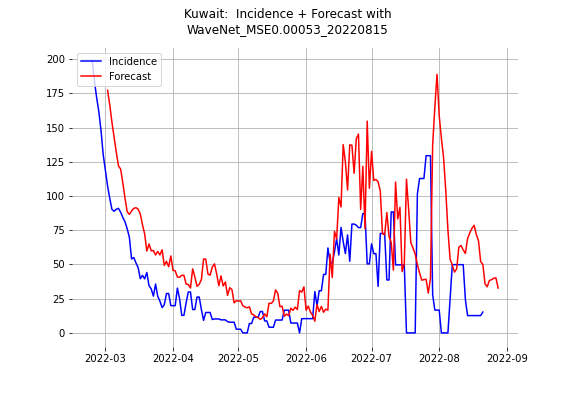 Kuwait:  Incidence + Forecast with
WaveNet_MSE0.00053_20220815
Incidence
Forecast
200
175
150
125
100
75
50
25
0
2022-03 2022-04 2022-05 2022-06 2022-07 2022-08 2022-09